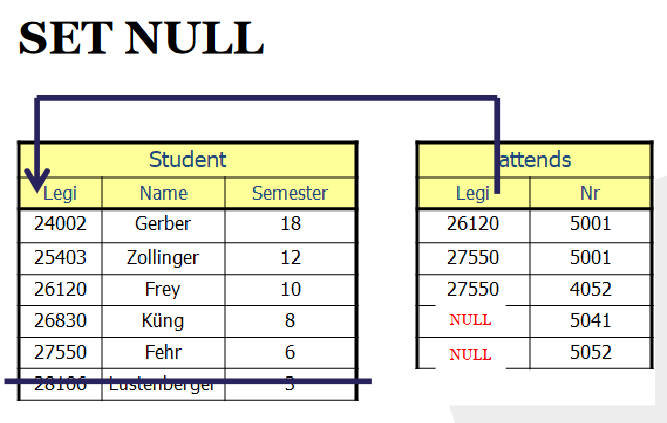 SET NULL
Student
Legi Name Semester
24002 Gerber 18
25403 Zollinger 12
26120 Frey 10
26830 Küng 8
27550 Fehr 6
28106 Lustenberger 3
attends
Legi Nr
26120 5001
27550 5001
27550 4052
NULL 5041
NULL 5052